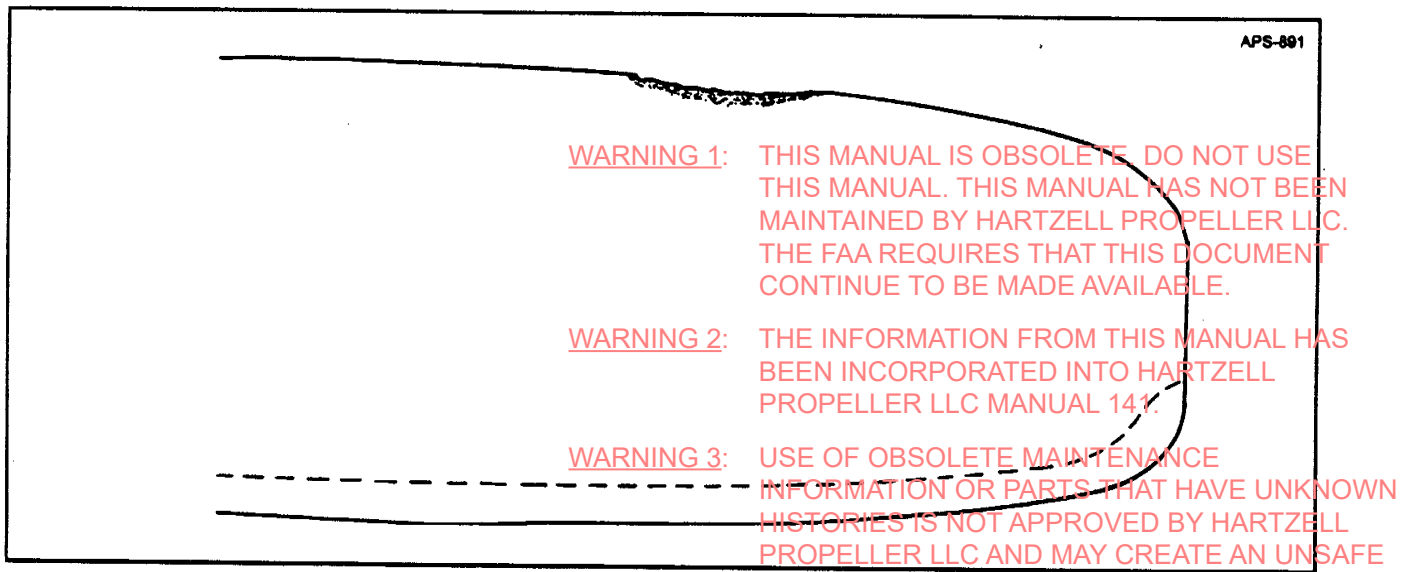 APS-891
WARNING 1: THIS MANUAL IS OBSOLETE. DO NOT USE
THIS MANUAL. THIS MANUAL HAS NOT BEEN
MAINTAINED BY HARTZELL PROPELLER LLC.
THE FAA REQUIRES THAT THIS DOCUMENT
CONTINUE TO BE MADE AVAILABLE.
WARNING 2: THE INFORMATION FROM THIS MANUAL HAS
BEEN INCORPORATED INTO HARTZELL
PROPELLER LLC MANUAL 141.
WARNING 3: USE OF OBSOLETE MAINTENANCE
INFORMATION OR PARTS THAT HAVE UNKNOWN
HISTORIES IS NOT APPROVED BY HARTZELL
PROPELLER LLC AND MAY CREATE AN UNSAFE